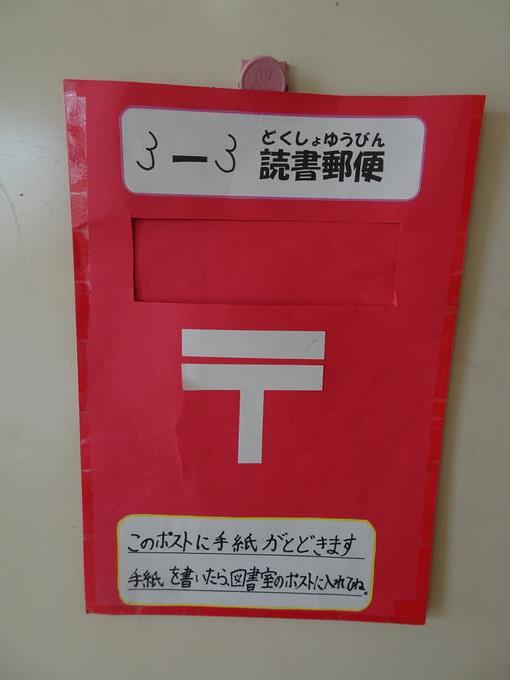 どくしょゆうびん
3ー3 読書郵便
〒
このポストに手紙がとどきます
手紙を書いたら、図書室のポストに入れてね。